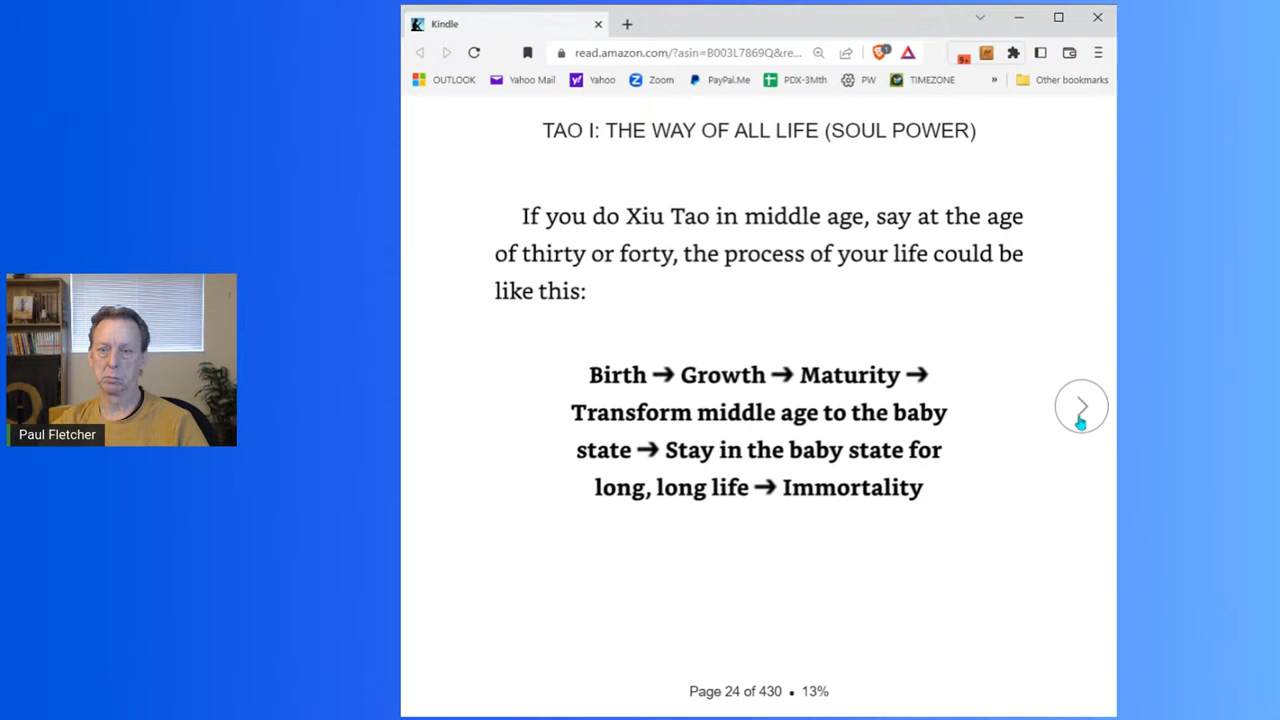 Kindle
read.amazon.com/?asin=B003L7869Q&re...
9+
OUTLOOK Yahoo Mail Yahoo Zoom PayPal.Me PDX-3Mth PW TIMEZONE » Other bookmarks
TAO I: THE WAY OF ALL LIFE (SOUL POWER)
If you do Xiu Tao in middle age, say at the age
of thirty or forty, the process of your life could be
like this:
Birth → Growth → Maturity →
Transform middle age to the baby
state → Stay in the baby state for
long, long life → Immortality
Page 24 of 430 • 13%
Paul Fletcher